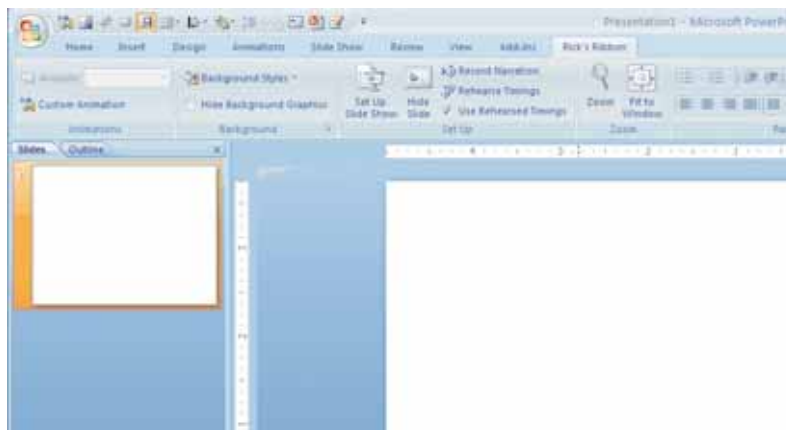 Presentation1 - Microsoft PowerP
Home Insert Design Animations Slide Show Review View Add-Ins Rick's Ribbon
Animate:
Custom Animation
Animations
Background Styles
Hide Background Graphics
Background
Set Up Slide Show
Hide Slide
Record Narration
Rehearse Timings
Use Rehearsed Timings
Set Up
Zoom
Fit to Window
Zoom
Slides Outline